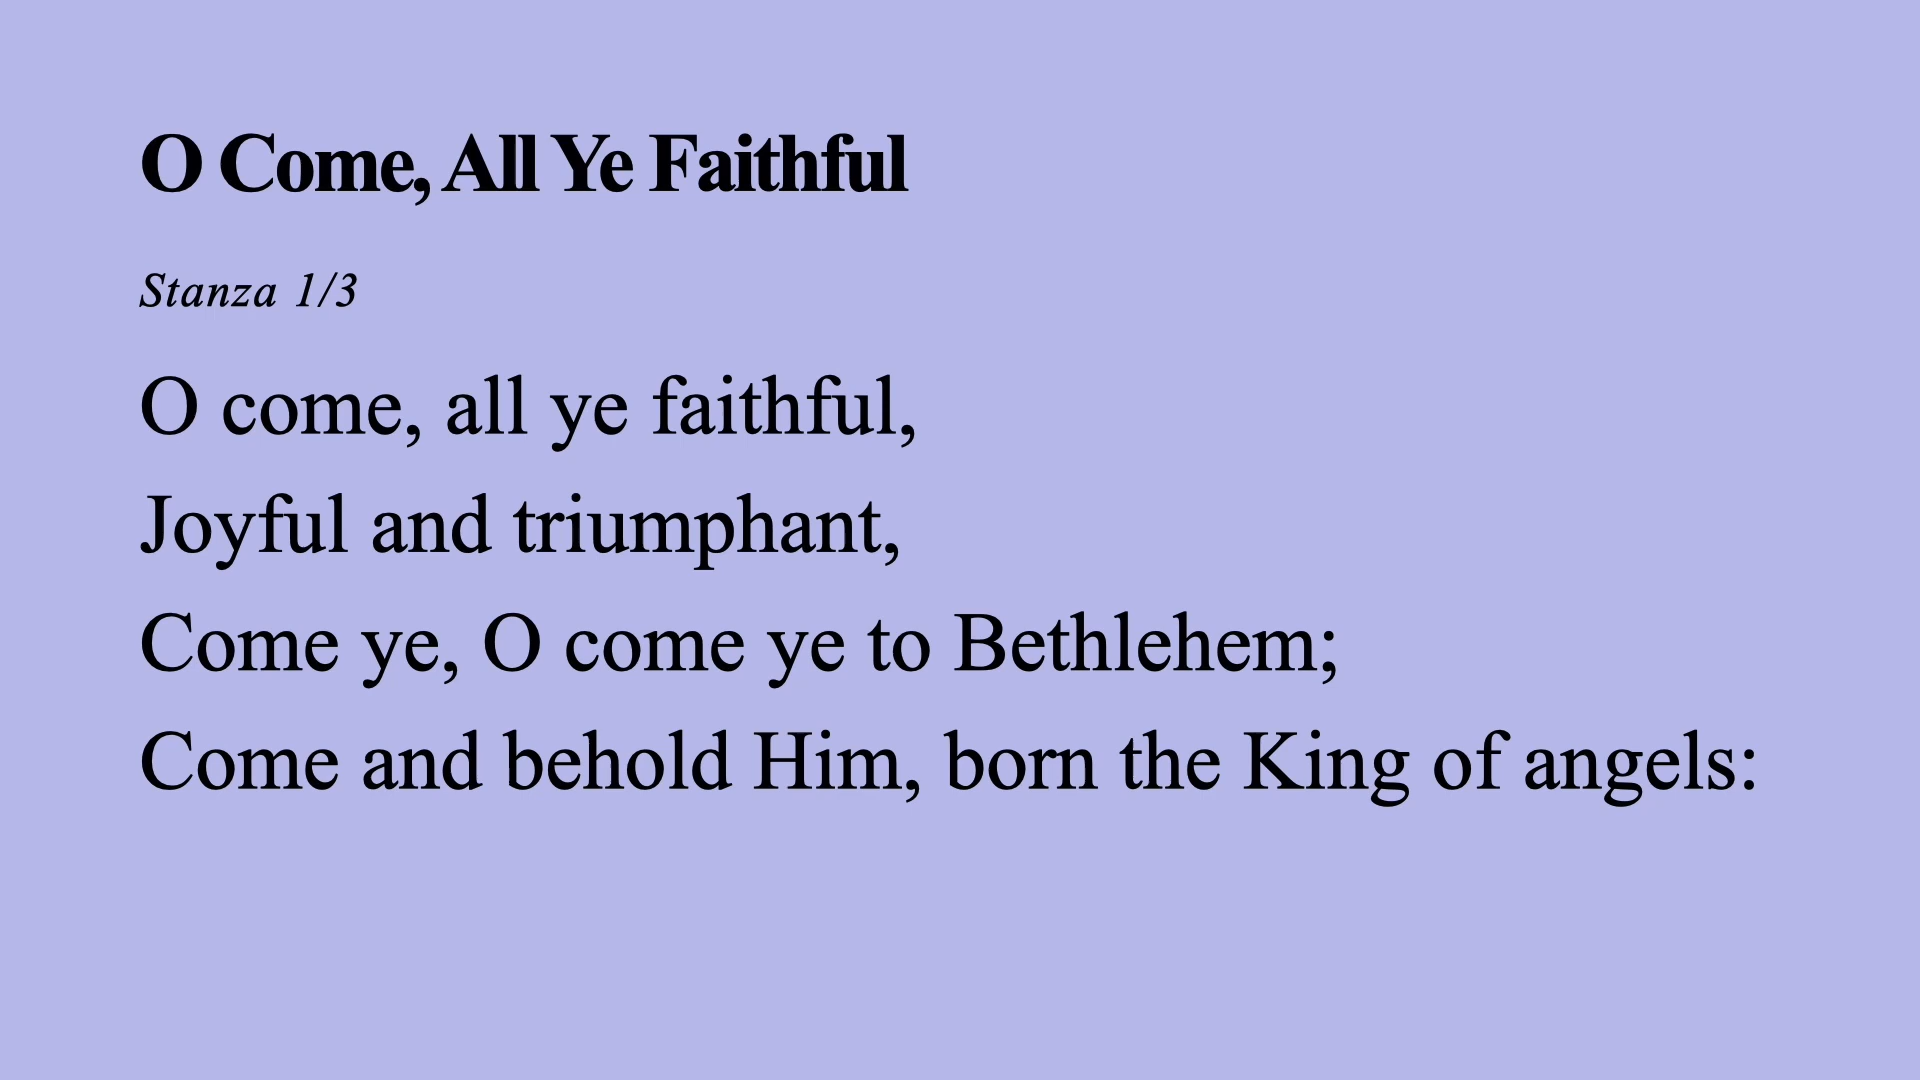 O Come, All Ye Faithful
Stanza 1/3
O come, all ye faithful,
Joyful and triumphant,
Come ye, O come ye to Bethlehem;
Come and behold Him, born the King of angels: